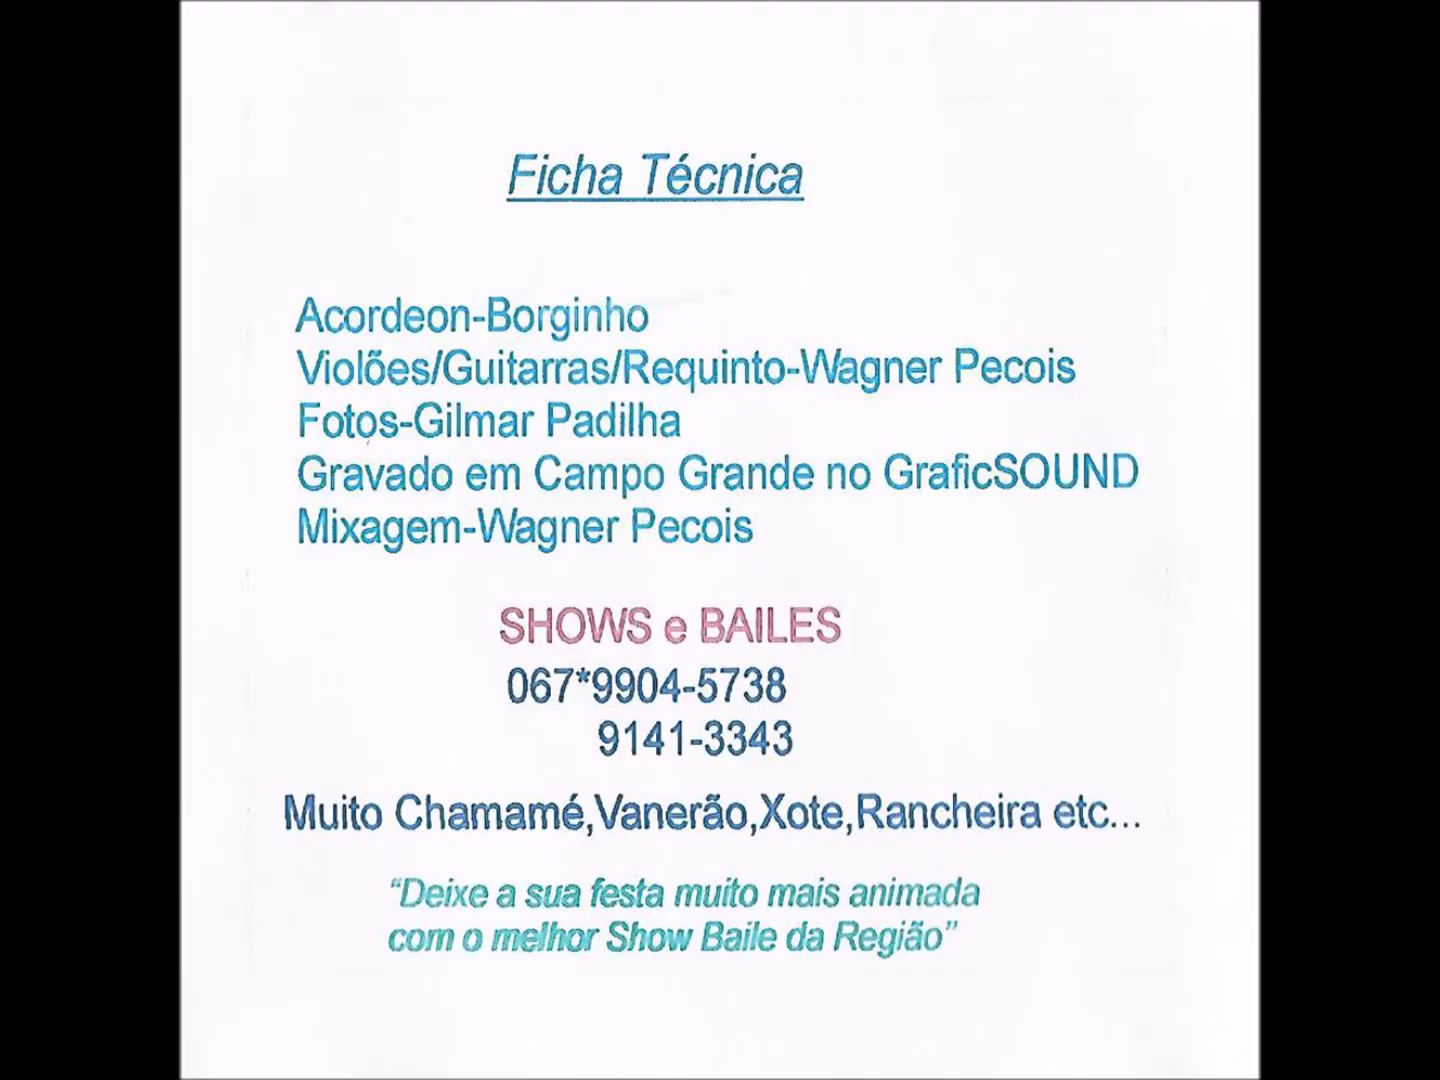 Ficha Técnica
Acordeon-Borginho
Violões/Guitarras/Requinto-Wagner Pecois
Fotos-Gilmar Padilha
Gravado em Campo Grande no GraficSOUND
Mixagem-Wagner Pecois
SHOWS e BAILES
067*9904-5738
9141-3343
Muito Chamamé,Vanerão,Xote,Rancheira etc...
“Deixe a sua festa muito mais animada
com o melhor Show Baile da Região”